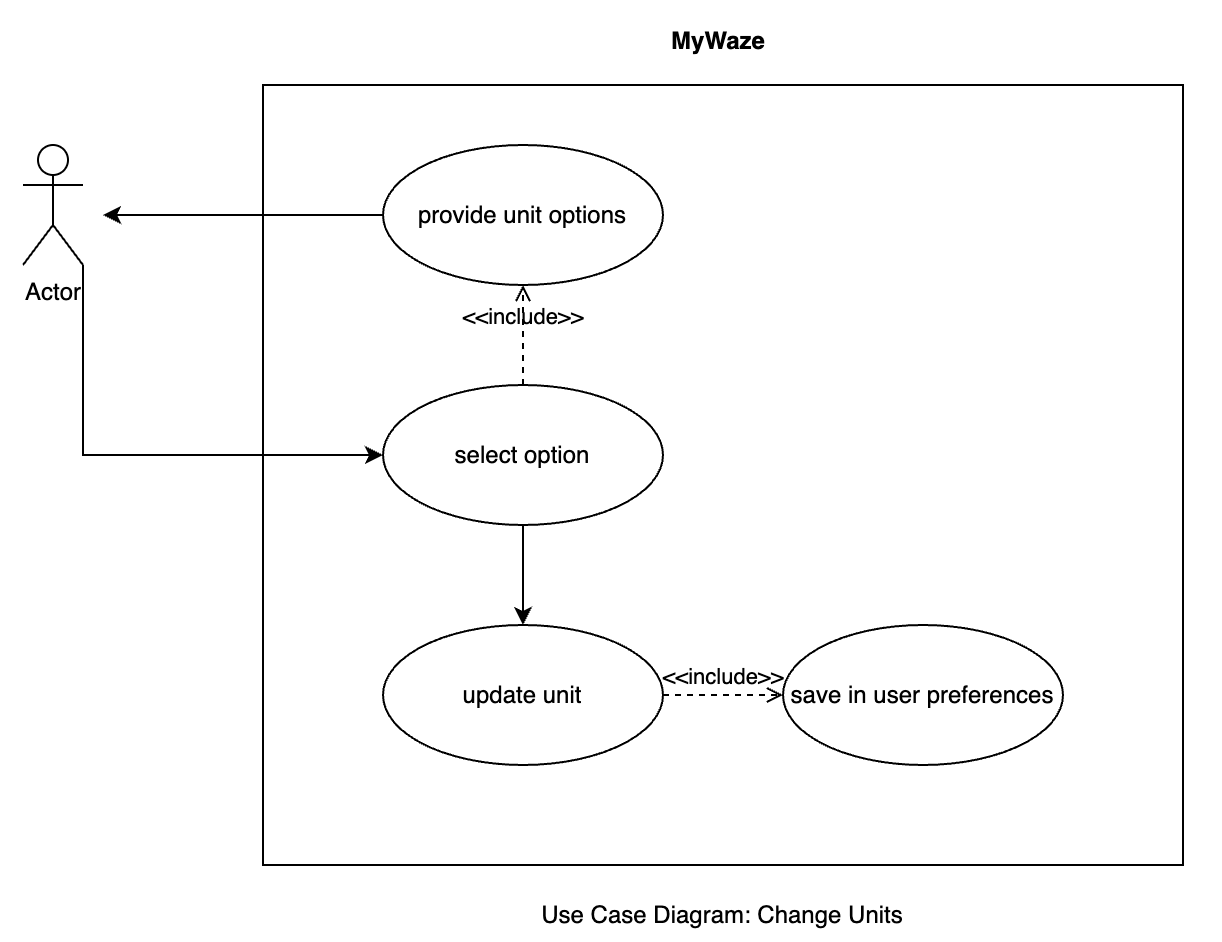 MyWaze
provide unit options
Actor
<<include>>
select option
<<include>>
update unit
save in user preferences
Use Case Diagram: Change Units